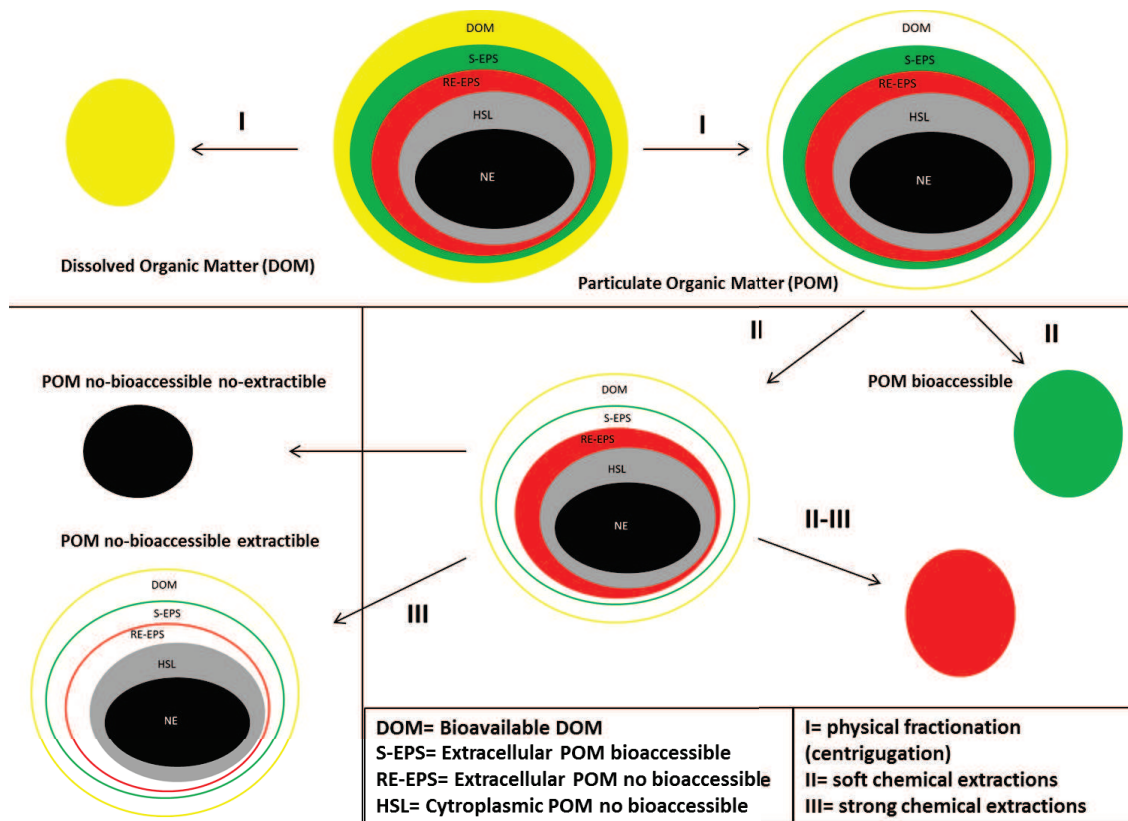 DOM
S-EPS
RE-EPS
HSL
NE
I
I
DOM
S-EPS
RE-EPS
HSL
NE
Dissolved Organic Matter (DOM)
Particulate Organic Matter (POM)
II
II
POM no-bioaccessible no-extractible
POM bioaccessible
DOM
S-EPS
RE-EPS
HSL
NE
II-III
POM no-bioaccessible extractible
III
DOM
S-EPS
RE-EPS
HSL
NE
DOM= Bioavailable DOM
S-EPS= Extracellular POM bioaccessible
RE-EPS= Extracellular POM no bioaccessible
HSL= Cytroplasmic POM no bioaccessible
I= physical fractionation
(centrigugation)
II= soft chemical extractions
III= strong chemical extractions